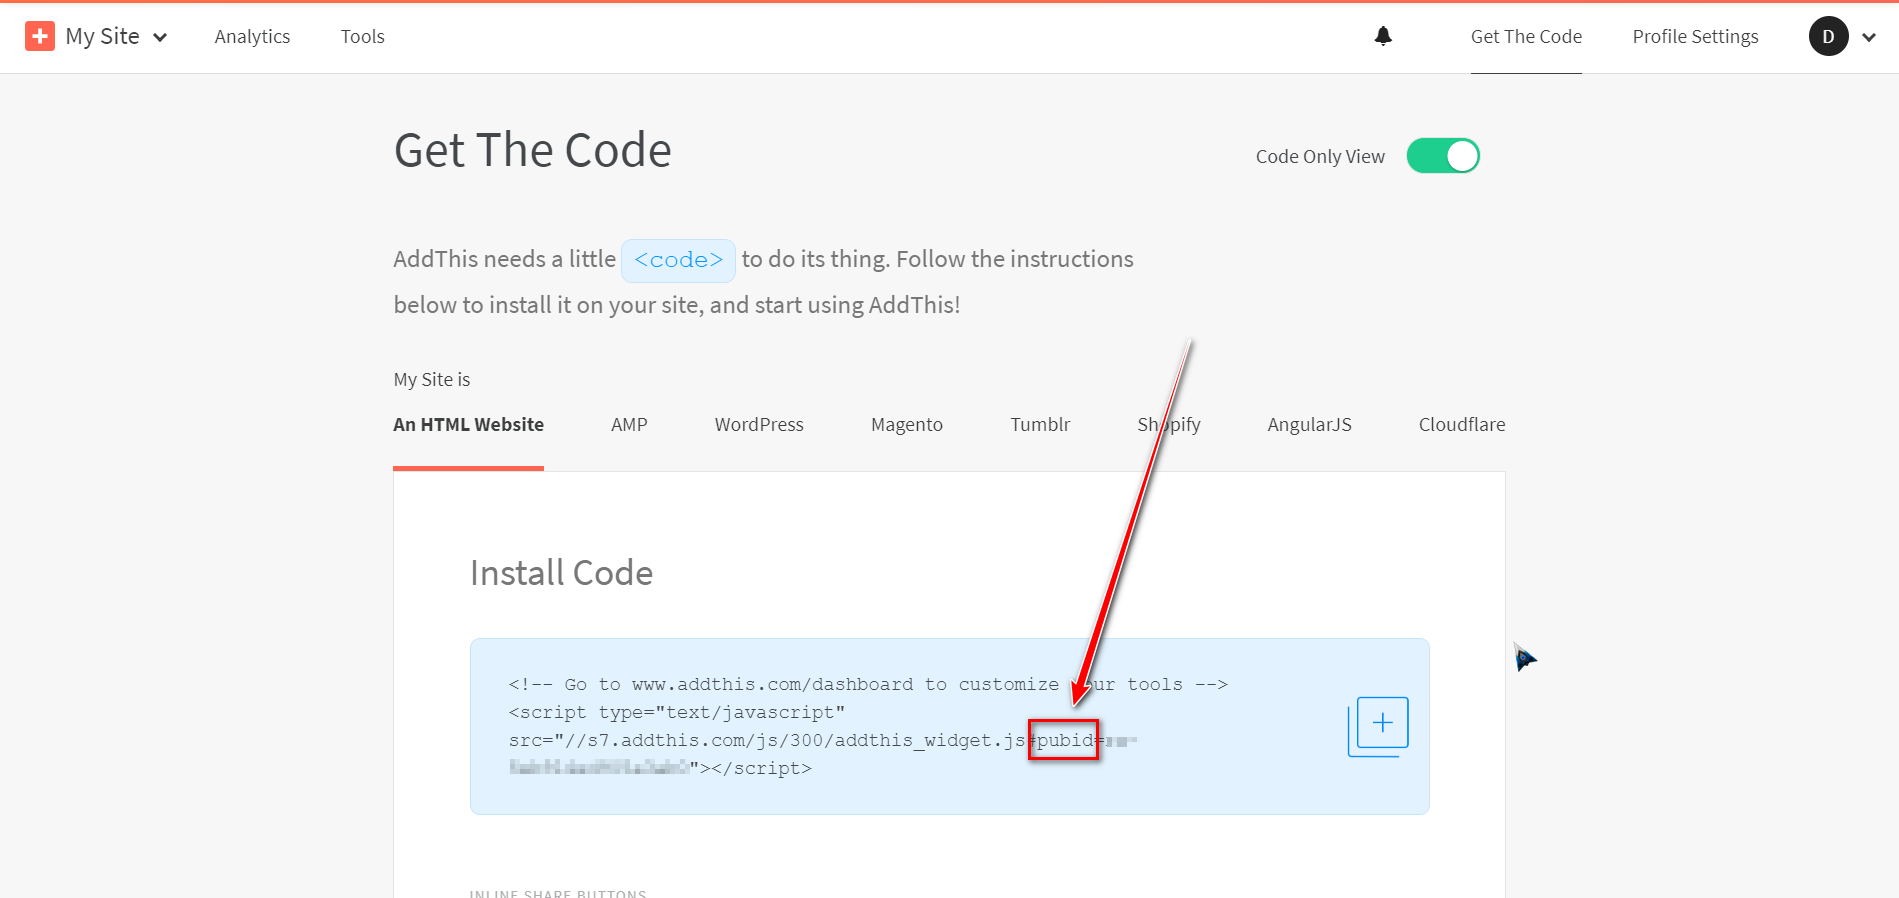 My Site
Analytics
Tools
Get The Code
Profile Settings
D
Get The Code
Code Only View
AddThis needs a little <code> to do its thing. Follow the instructions
below to install it on your site, and start using AddThis!
My Site is
An HTML Website
AMP
WordPress
Magento
Tumblr
Shopify
AngularJS
Cloudflare
Install Code
<!-- Go to www.addthis.com/dashboard to customize your tools -->
<script type="text/javascript"
src="//s7.addthis.com/js/300/addthis_widget.js#pubid=
"></script>
INLINE SHARE BUTTONS